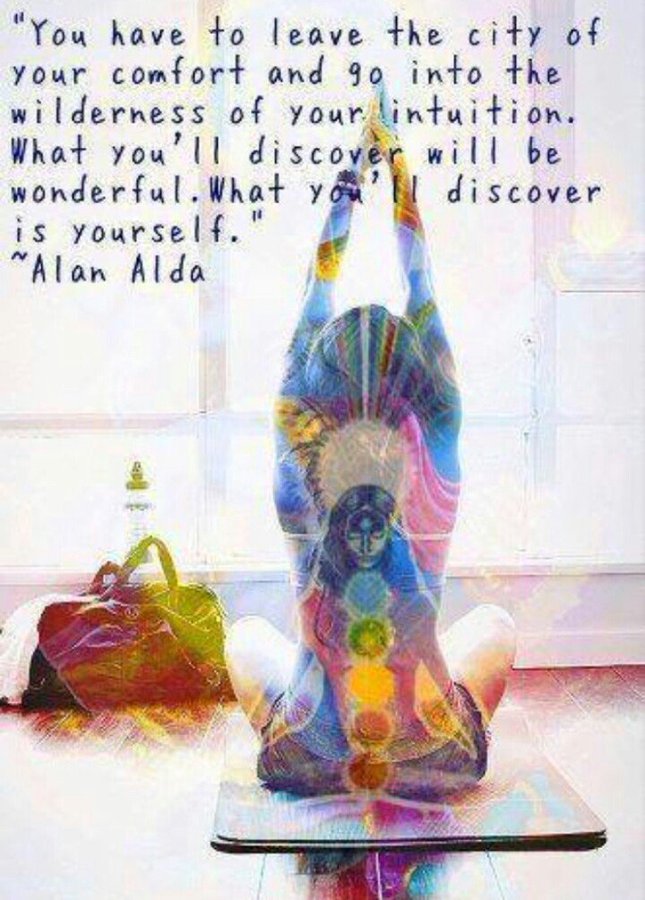 "You have to leave the city of
your comfort and go into the
wilderness of your intuition.
What you'll discover will be
wonderful.What you'll discover
is yourself."
~Alan Alda